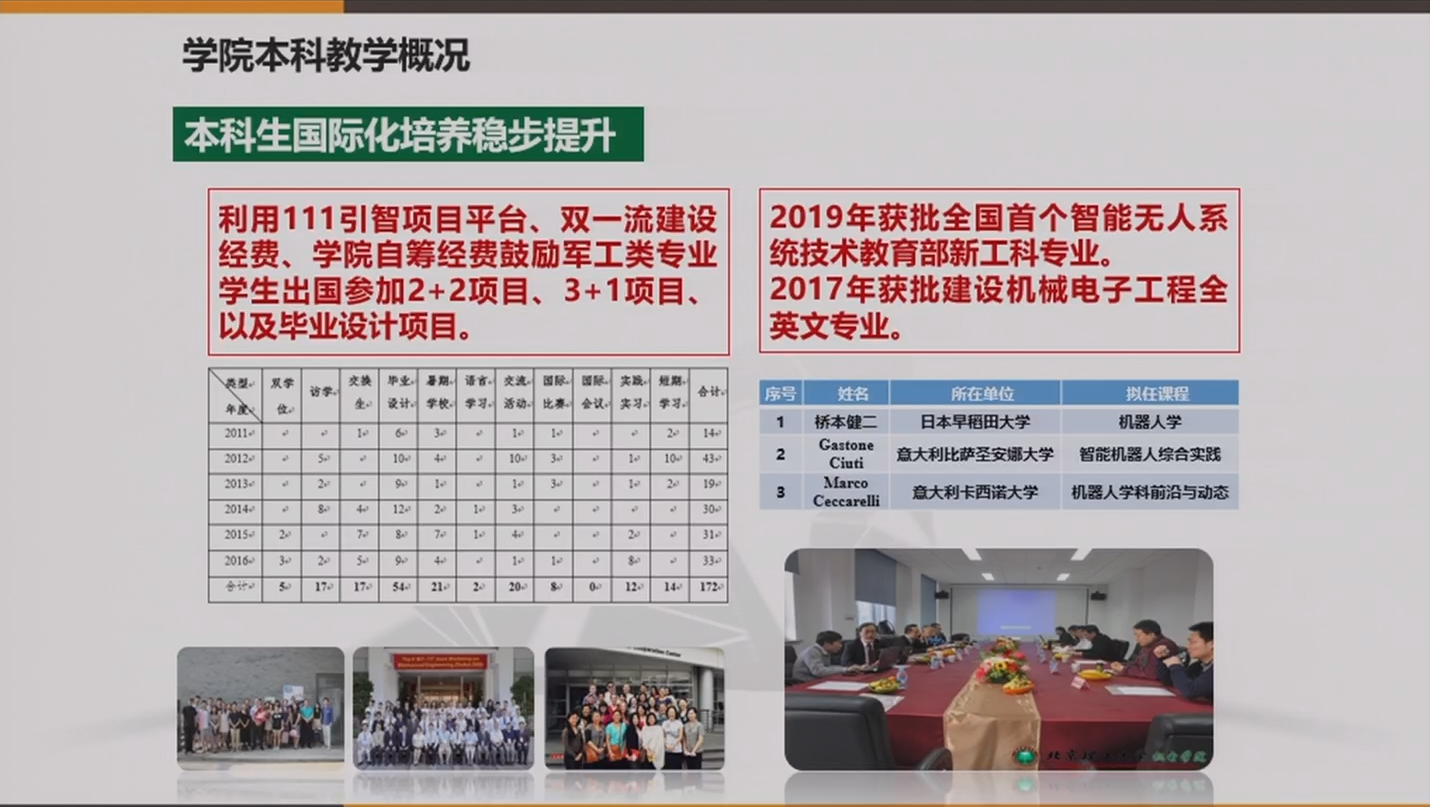 学院本科教学概况
本科生国际化培养稳步提升
利用111引智项目平台、双一流建设
经费、学院自筹经费鼓励军工类专业
学生出国参加2+2项目、3+1项目、
以及毕业设计项目。
2019年获批全国首个智能无人系
统技术教育部新工科专业。
2017年获批建设机械电子工程全
英文专业。
类型 年度 双学位 访学 交换生 毕业设计 暑期学校 语言学习 交流活动 国际比赛 国际会议 实践实习 短期学习 合计
2011 1 6 3 1 1 2 14
2012 5 10 4 10 3 1 10 43
2013 2 9 1 1 3 1 2 19
2014 8 4 12 2 1 3 30
2015 2 7 8 7 1 4 2 31
2016 3 2 5 9 4 1 1 8 33
合计 5 17 17 54 21 2 20 8 0 12 14 172
序号 姓名 所在单位 拟任课程
1 桥本健二 日本早稻田大学 机器人学
2 Gastone Ciuti 意大利比萨圣安娜大学 智能机器人综合实践
3 Marco Ceccarelli 意大利卡西诺大学 机器人学科前沿与动态